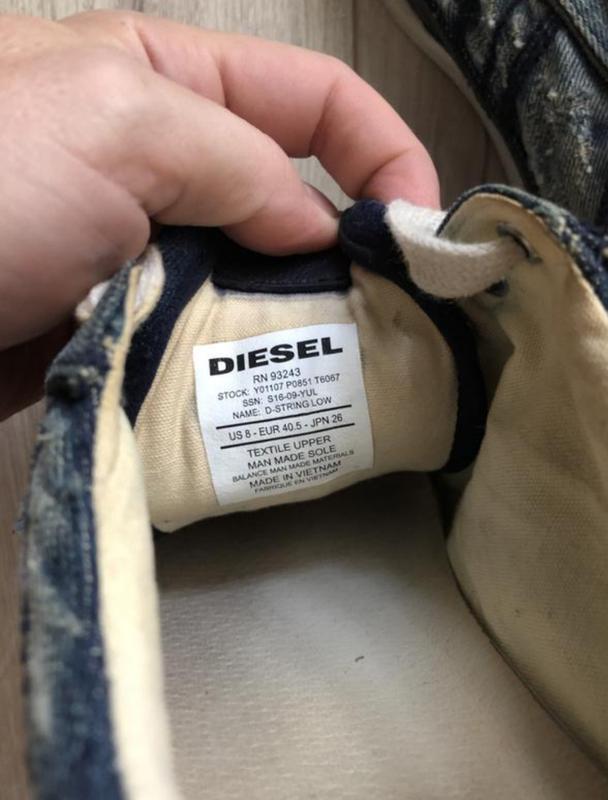 DIESEL
RN 93243
STOCK: Y01107 P0851 T6067
SSN: S16-09-YUL
NAME: D-STRING LOW
US 8 - EUR 40.5 - JPN 26
TEXTILE UPPER
MAN MADE SOLE
BALANCE MAN MADE MATERIALS
MADE IN VIETNAM
FABRIQUE EN VIETNAM